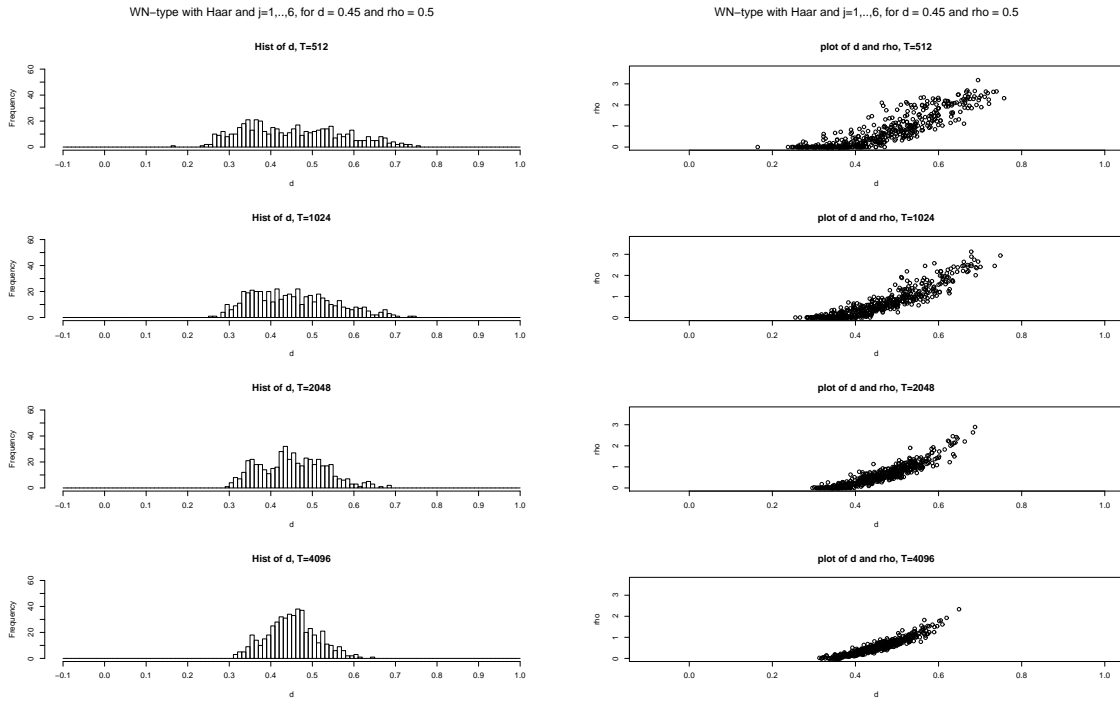 WN−type with Haar and j=1,..,6, for d = 0.45 and rho = 0.5
Hist of d, T=512
Frequency
0 20 40 60
−0.1 0.0 0.1 0.2 0.3 0.4 0.5 0.6 0.7 0.8 0.9 1.0
d
Hist of d, T=1024
Frequency
0 20 40 60
−0.1 0.0 0.1 0.2 0.3 0.4 0.5 0.6 0.7 0.8 0.9 1.0
d
Hist of d, T=2048
Frequency
0 20 40 60
−0.1 0.0 0.1 0.2 0.3 0.4 0.5 0.6 0.7 0.8 0.9 1.0
d
Hist of d, T=4096
Frequency
0 20 40 60
−0.1 0.0 0.1 0.2 0.3 0.4 0.5 0.6 0.7 0.8 0.9 1.0
d
WN−type with Haar and j=1,..,6, for d = 0.45 and rho = 0.5
plot of d and rho, T=512
rho
0 1 2 3
0.0 0.2 0.4 0.6 0.8 1.0
d
plot of d and rho, T=1024
rho
0 1 2 3
0.0 0.2 0.4 0.6 0.8 1.0
d
plot of d and rho, T=2048
rho
0 1 2 3
0.0 0.2 0.4 0.6 0.8 1.0
d
plot of d and rho, T=4096
rho
0 1 2 3
0.0 0.2 0.4 0.6 0.8 1.0
d